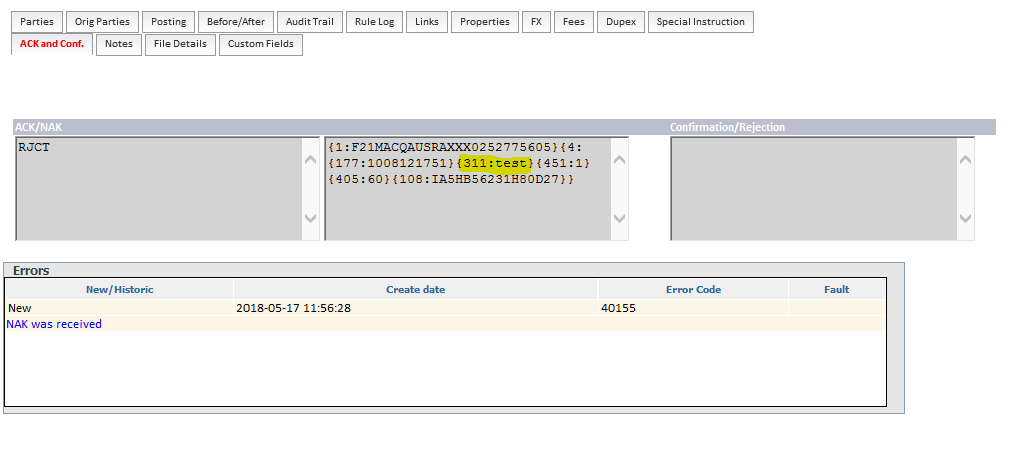 Parties Orig Parties Posting Before/After Audit Trail Rule Log Links Properties FX Fees Dupex Special Instruction
ACK and Conf. Notes File Details Custom Fields
ACK/NAK Confirmation/Rejection
RJCT
{1:F21MACQAUSRAXXX0252775605}{4:
{177:1008121751}{311:test}{451:1}
{405:60}{108:IA5HB56231H80D27}}
Errors
New/Historic Create date Error Code Fault
New 2018-05-17 11:56:28 40155
NAK was received